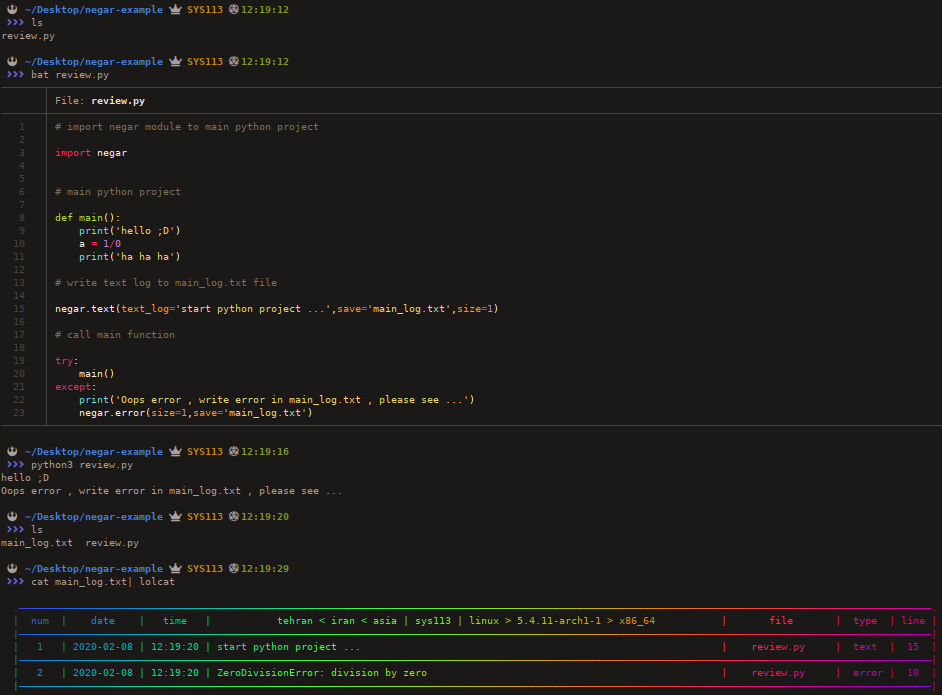 ~/Desktop/negar-example SYS113 12:19:12
>>> ls
review.py
~/Desktop/negar-example SYS113 12:19:12
>>> bat review.py
File: review.py
1 # import negar module to main python project
2
3 import negar
4
5
6 # main python project
7
8 def main():
9 print('hello ;D')
10 a = 1/0
11 print('ha ha ha')
12
13 # write text log to main_log.txt file
14
15 negar.text(text_log='start python project ...',save='main_log.txt',size=1)
16
17 # call main function
18
19 try:
20 main()
21 except:
22 print('Oops error , write error in main_log.txt , please see ...')
23 negar.error(size=1,save='main_log.txt')
~/Desktop/negar-example SYS113 12:19:16
>>> python3 review.py
hello ;D
Oops error , write error in main_log.txt , please see ...
~/Desktop/negar-example SYS113 12:19:20
>>> ls
main_log.txt review.py
~/Desktop/negar-example SYS113 12:19:29
>>> cat main_log.txt| lolcat
| num | date | time | tehran < iran < asia | sys113 | linux > 5.4.11-arch1-1 > x86_64 | file | type | line |
| 1 | 2020-02-08 | 12:19:20 | start python project ... | review.py | text | 15 |
| 2 | 2020-02-08 | 12:19:20 | ZeroDivisionError: division by zero | review.py | error | 10 |